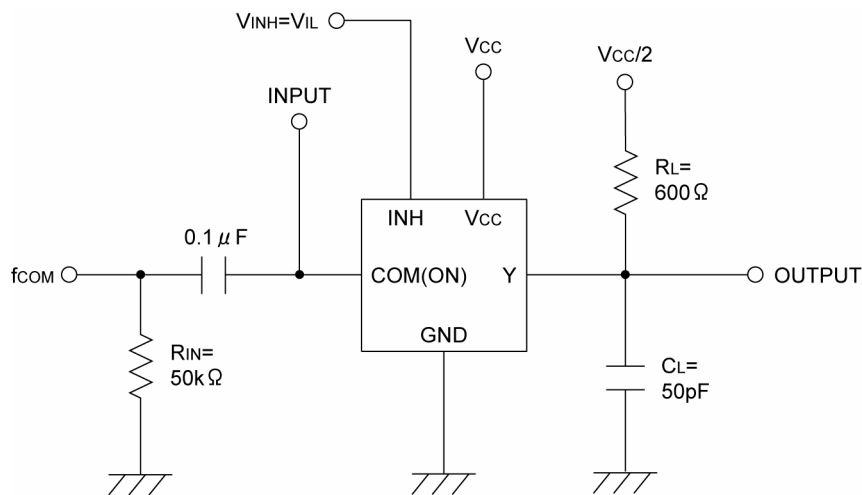 VINH=VIL
VCC
VCC/2
INPUT
RL=
600Ω
INH
VCC
0.1μF
fCOM
COM(ON)
Y
OUTPUT
GND
RIN=
50kΩ
CL=
50pF